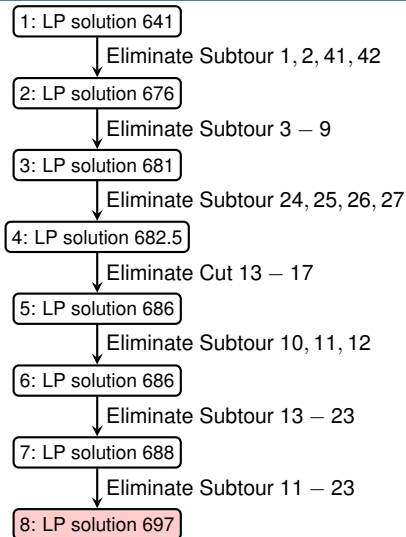 1: LP solution 641
Eliminate Subtour 1, 2, 41, 42
2: LP solution 676
Eliminate Subtour 3 − 9
3: LP solution 681
Eliminate Subtour 24, 25, 26, 27
4: LP solution 682.5
Eliminate Cut 13 − 17
5: LP solution 686
Eliminate Subtour 10, 11, 12
6: LP solution 686
Eliminate Subtour 13 − 23
7: LP solution 688
Eliminate Subtour 11 − 23
8: LP solution 697